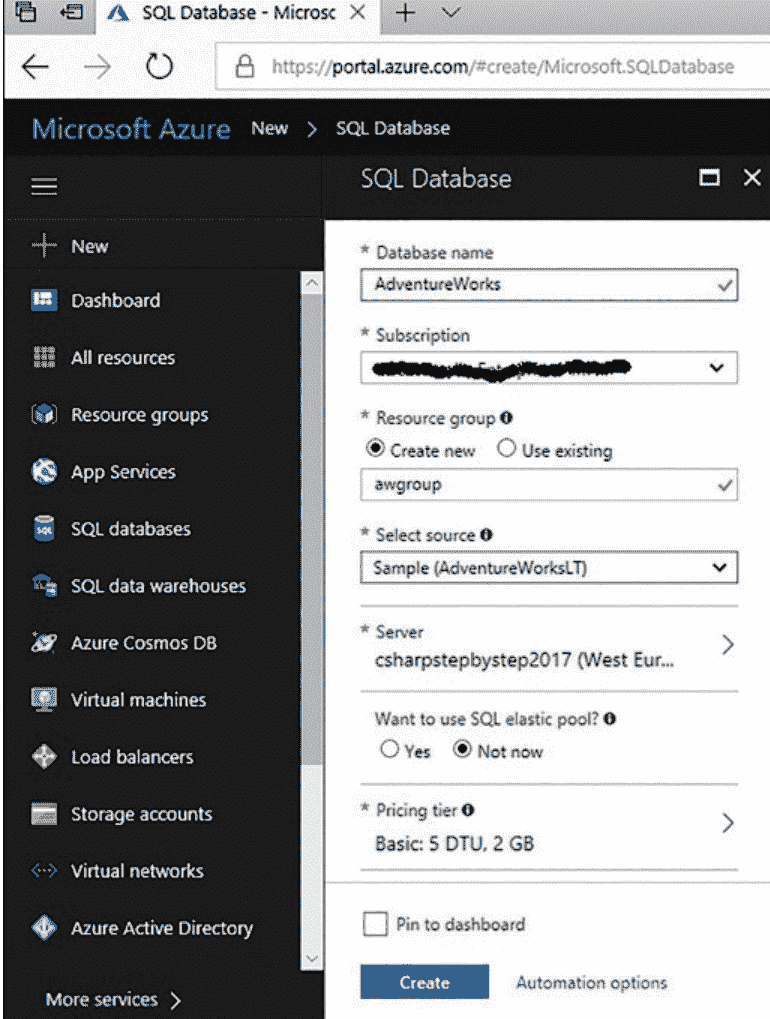 SQL Database - Microsc
https://portal.azure.com/#create/Microsoft.SQLDatabase
Microsoft Azure New > SQL Database
SQL Database
New
Dashboard
All resources
Resource groups
App Services
SQL databases
SQL data warehouses
Azure Cosmos DB
Virtual machines
Load balancers
Storage accounts
Virtual networks
Azure Active Directory
More services >
* Database name
AdventureWorks
* Subscription
* Resource group
Create new Use existing
awgroup
* Select source
Sample (AdventureWorksLT)
* Server
csharpstepbystep2017 (West Eur...
Want to use SQL elastic pool?
Yes Not now
* Pricing tier
Basic: 5 DTU, 2 GB
Pin to dashboard
Create Automation options